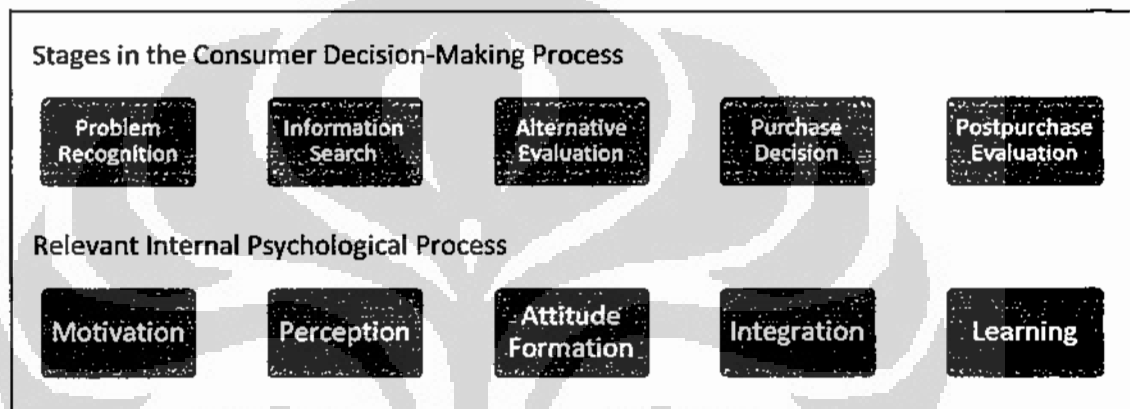 Stages in the Consumer Decision-Making Process
Problem Recognition
Information Search
Alternative Evaluation
Purchase Decision
Postpurchase Evaluation
Relevant Internal Psychological Process
Motivation
Perception
Attitude Formation
Integration
Learning